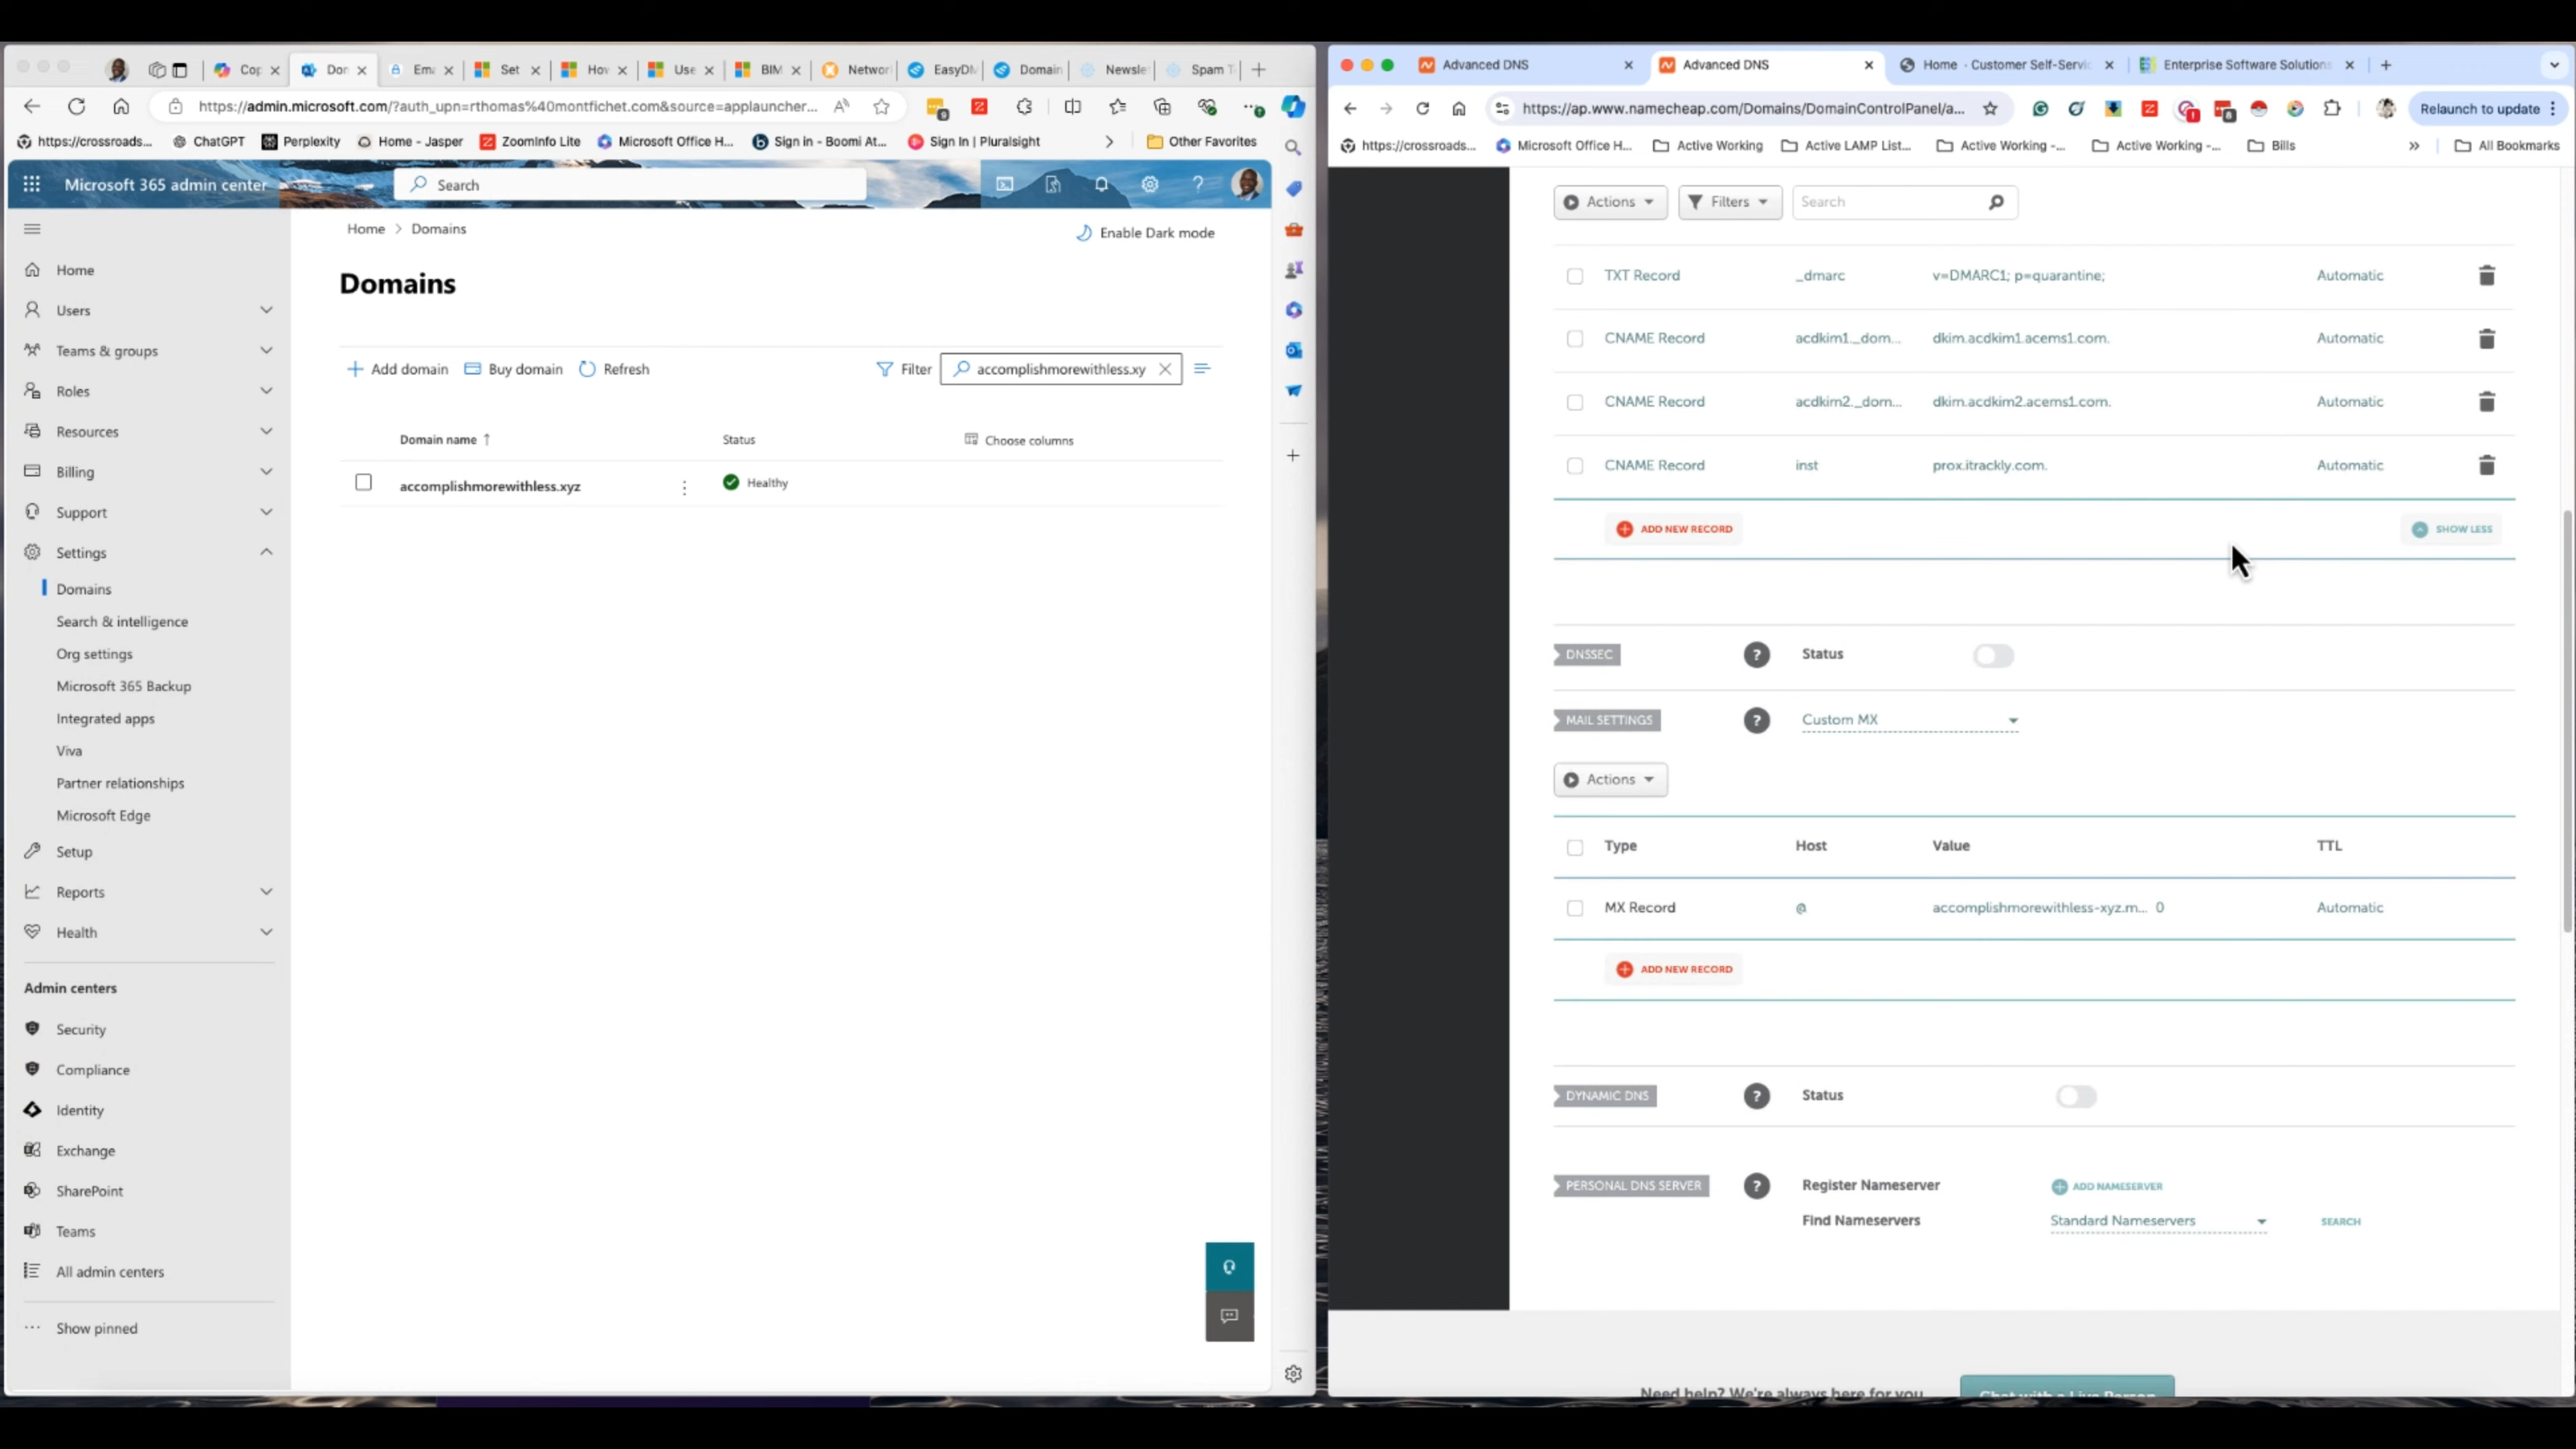 Cop
Don
Ema
Set
Hov
Use
BIM
Networ
EasyDM
Domain
Newsle
Spam T
https://admin.microsoft.com/?auth_upn=rthomas%40montfichet.com&source=applauncher...
https://crossroads...
ChatGPT
Perplexity
Home - Jasper
ZoomInfo Lite
Microsoft Office H...
Sign in - Boomi At...
Sign In | Pluralsight
Other Favorites
Microsoft 365 admin center
Search
Home > Domains
Enable Dark mode
Domains
Add domain
Buy domain
Refresh
Filter
accomplishmorewithless.xy
Domain name ↑
Status
Choose columns
accomplishmorewithless.xyz
Healthy
Home
Users
Teams & groups
Roles
Resources
Billing
Support
Settings
Domains
Search & intelligence
Org settings
Microsoft 365 Backup
Integrated apps
Viva
Partner relationships
Microsoft Edge
Setup
Reports
Health
Admin centers
Security
Compliance
Identity
Exchange
SharePoint
Teams
All admin centers
Show pinned
Advanced DNS
Advanced DNS
Home · Customer Self-Servic
Enterprise Software Solutions
https://ap.www.namecheap.com/Domains/DomainControlPanel/a...
Relaunch to update
https://crossroads...
Microsoft Office H...
Active Working
Active LAMP List...
Active Working -...
Active Working -...
Bills
All Bookmarks
Actions
Filters
Search
TXT Record _dmarc v=DMARC1; p=quarantine; Automatic
CNAME Record acdkim1._dom... dkim.acdkim1.acems1.com. Automatic
CNAME Record acdkim2._dom... dkim.acdkim2.acems1.com. Automatic
CNAME Record inst prox.itrackly.com. Automatic
ADD NEW RECORD
SHOW LESS
DNSSEC ? Status
MAIL SETTINGS ? Custom MX
Actions
Type Host Value TTL
MX Record @ accomplishmorewithless-xyz.m... 0 Automatic
ADD NEW RECORD
DYNAMIC DNS ? Status
PERSONAL DNS SERVER ? Register Nameserver ADD NAMESERVER
Find Nameservers Standard Nameservers SEARCH
Need help? We're always here for you
Chat with a Live Person